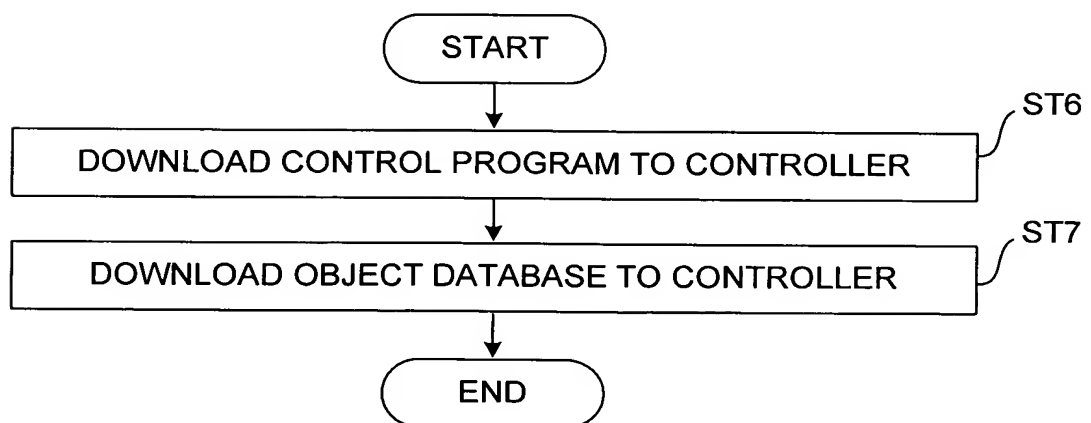 START
ST6
DOWNLOAD CONTROL PROGRAM TO CONTROLLER
ST7
DOWNLOAD OBJECT DATABASE TO CONTROLLER
END